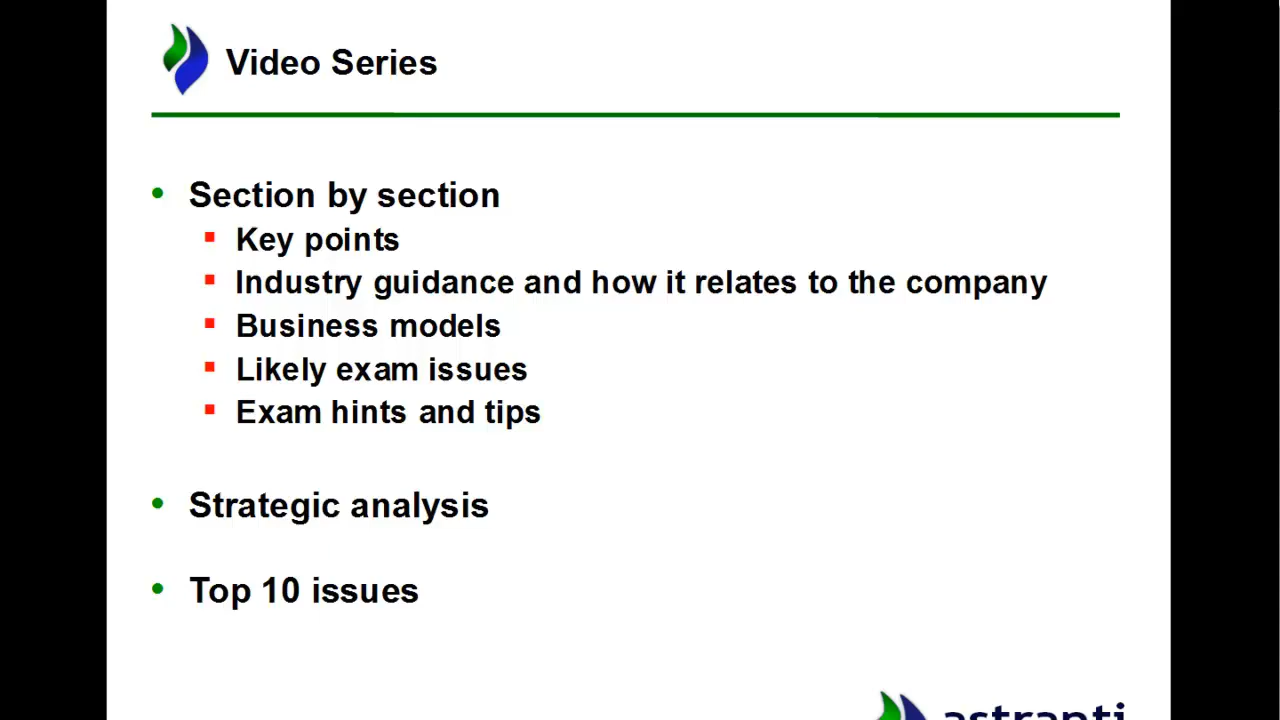 Video Series
Section by section
Key points
Industry guidance and how it relates to the company
Business models
Likely exam issues
Exam hints and tips
Strategic analysis
Top 10 issues
astranti